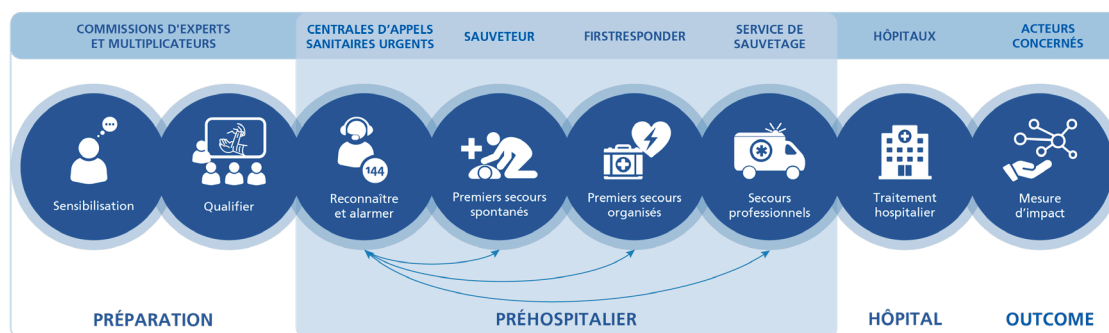 COMMISSIONS D'EXPERTS
ET MULTIPLICATEURS
CENTRALES D'APPELS
SANITAIRES URGENTS
SAUVETEUR
FIRSTRESPONDER
SERVICE DE
SAUVETAGE
HÔPITAUX
ACTEURS
CONCERNÉS
Sensibilisation
Qualifier
144
Reconnaître
et alarmer
Premiers secours
spontanés
Premiers secours
organisés
Secours
professionnels
Traitement
hospitalier
Mesure
d'impact
PRÉPARATION
PRÉHOSPITALIER
HÔPITAL
OUTCOME